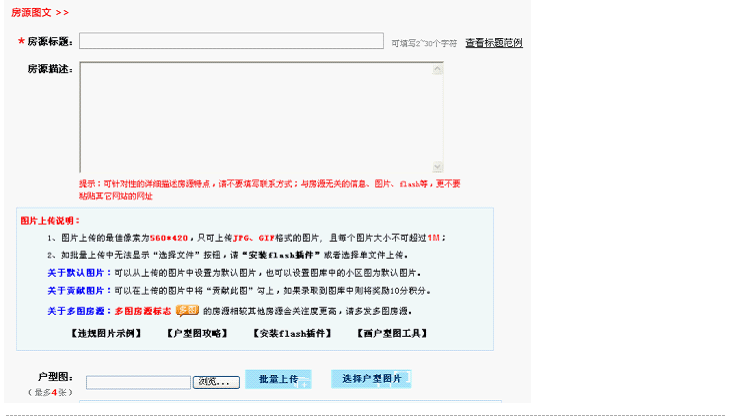 房源图文 >>
* 房源标题： 可填写2~30个字符 查看标题范例
房源描述：
提示：可针对性的详细描述房源特点，请不要填写联系方式；与房源无关的信息、图片、flash等，更不要
粘贴其它网站的网址
图片上传说明：
1、图片上传的最佳像素为560*420，只可上传JPG、GIF格式的图片，且每个图片大小不可超过1M；
2、如批量上传中无法显示“选择文件”按钮，请“安装flash插件”或者选择单文件上传。
关于默认图片：可以从上传的图片中设置为默认图片，也可以设置图库中的小区图为默认图片。
关于贡献图片：可以在上传的图片中将“贡献此图”勾上，如果录取到图库中则将奖励10分积分。
关于多图房源：多图房源标志 多图 的房源相较其他房源会关注度更高，请多发多图房源。
【违规图片示例】 【户型图攻略】 【安装flash插件】 【画户型图工具】
户型图： 浏览... 批量上传 选择户型图片
（最多4张）